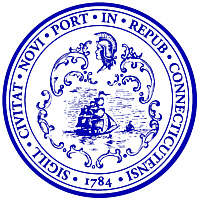 SIGILL · CIVITAT · NOVI · PORT · IN · REPUB · CONNECTICUTENSI
· 1784 ·